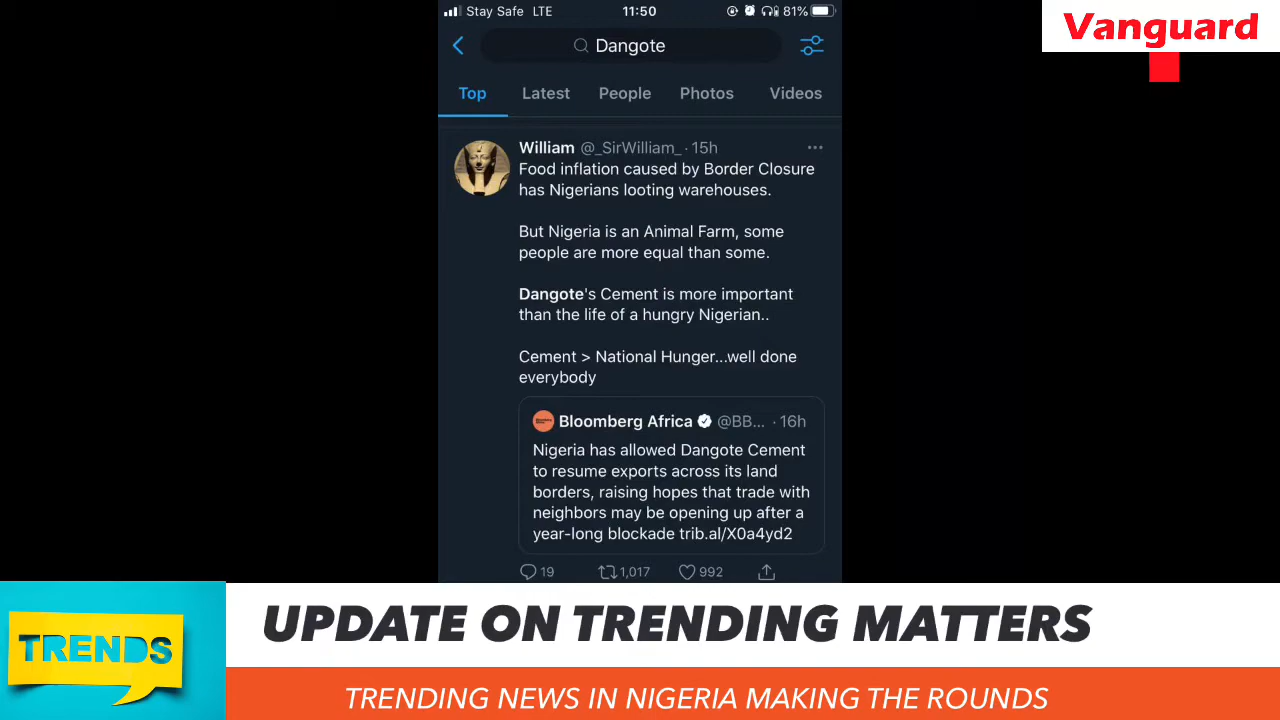 Stay Safe LTE 11:50 81%
Vanguard
Dangote
Top Latest People Photos Videos
William @_SirWilliam_ · 15h
Food inflation caused by Border Closure
has Nigerians looting warehouses.
But Nigeria is an Animal Farm, some
people are more equal than some.
Dangote's Cement is more important
than the life of a hungry Nigerian..
Cement > National Hunger...well done
everybody
Bloomberg Africa @BB... · 16h
Nigeria has allowed Dangote Cement
to resume exports across its land
borders, raising hopes that trade with
neighbors may be opening up after a
year-long blockade trib.al/X0a4yd2
19 1,017 992
TRENDS
UPDATE ON TRENDING MATTERS
TRENDING NEWS IN NIGERIA MAKING THE ROUNDS